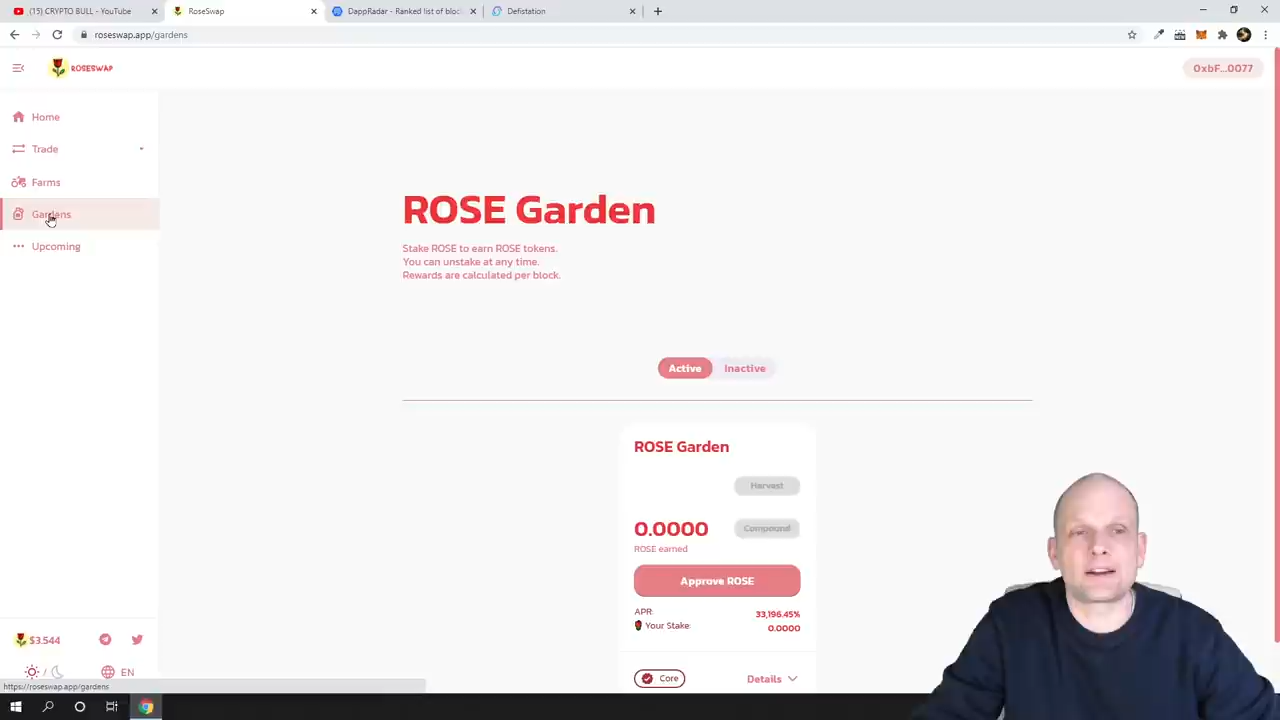 (15) CRYPTO BULL - YouTube
RoseSwap
DappRadar - Ranked list of bloc
Defistation
roseswap.app/gardens
ROSESWAP
0xbF...0077
Home
Trade
Farms
Gardens
Upcoming
ROSE Garden
Stake ROSE to earn ROSE tokens.
You can unstake at any time.
Rewards are calculated per block.
Active
Inactive
ROSE Garden
Harvest
0.0000
Compound
ROSE earned
Approve ROSE
APR:
33,196.45%
Your Stake:
0.0000
Core
Details
$3.544
EN
https://roseswap.app/gardens